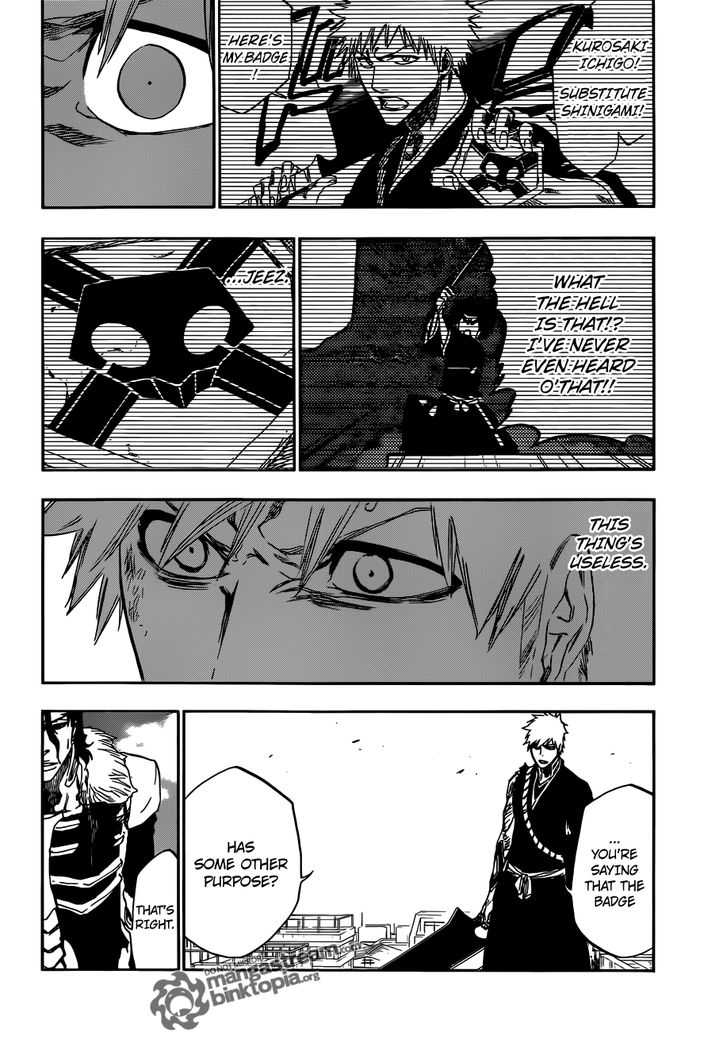 KUROSAKI
ICHIGO!
SUBSTITUTE
SHINIGAMI!
HERE'S
MY BADGE
!
WHAT
THE HELL
IS THAT!?
I'VE NEVER
EVEN HEARD
O'THAT!!
...JEEZ.
THIS
THING'S
USELESS.
...
YOU'RE
SAYING
THAT THE
BADGE
HAS
SOME OTHER
PURPOSE?
THAT'S
RIGHT.
mangastream.com
binktopia.org